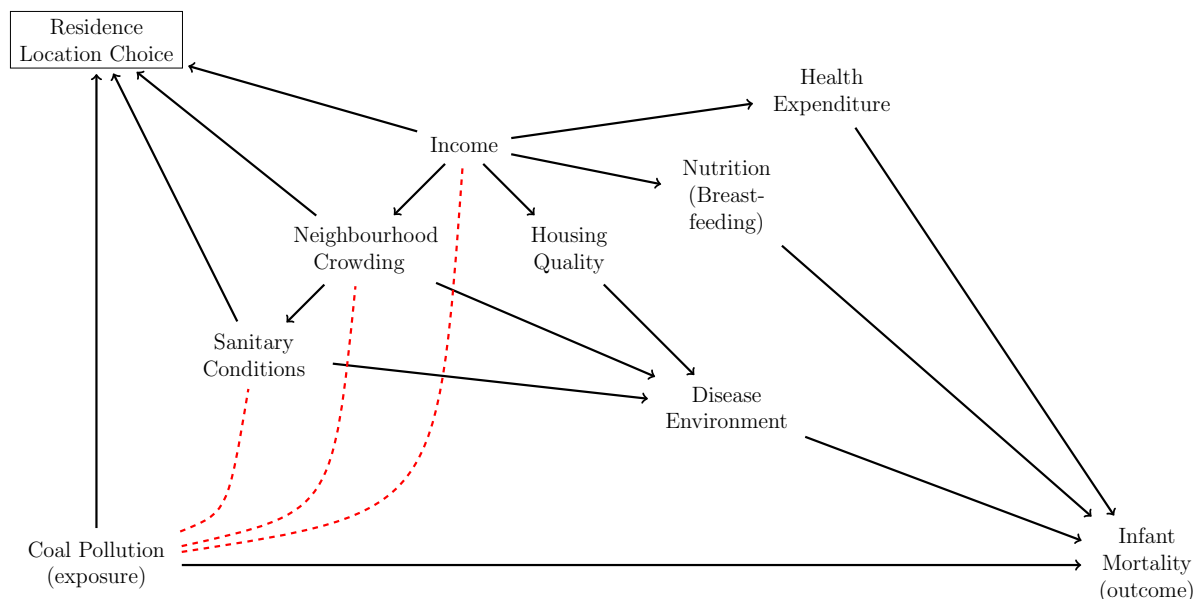 Residence
Location Choice
Health
Expenditure
Income
Nutrition
(Breast-
feeding)
Neighbourhood
Crowding
Housing
Quality
Sanitary
Conditions
Disease
Environment
Coal Pollution
(exposure)
Infant
Mortality
(outcome)